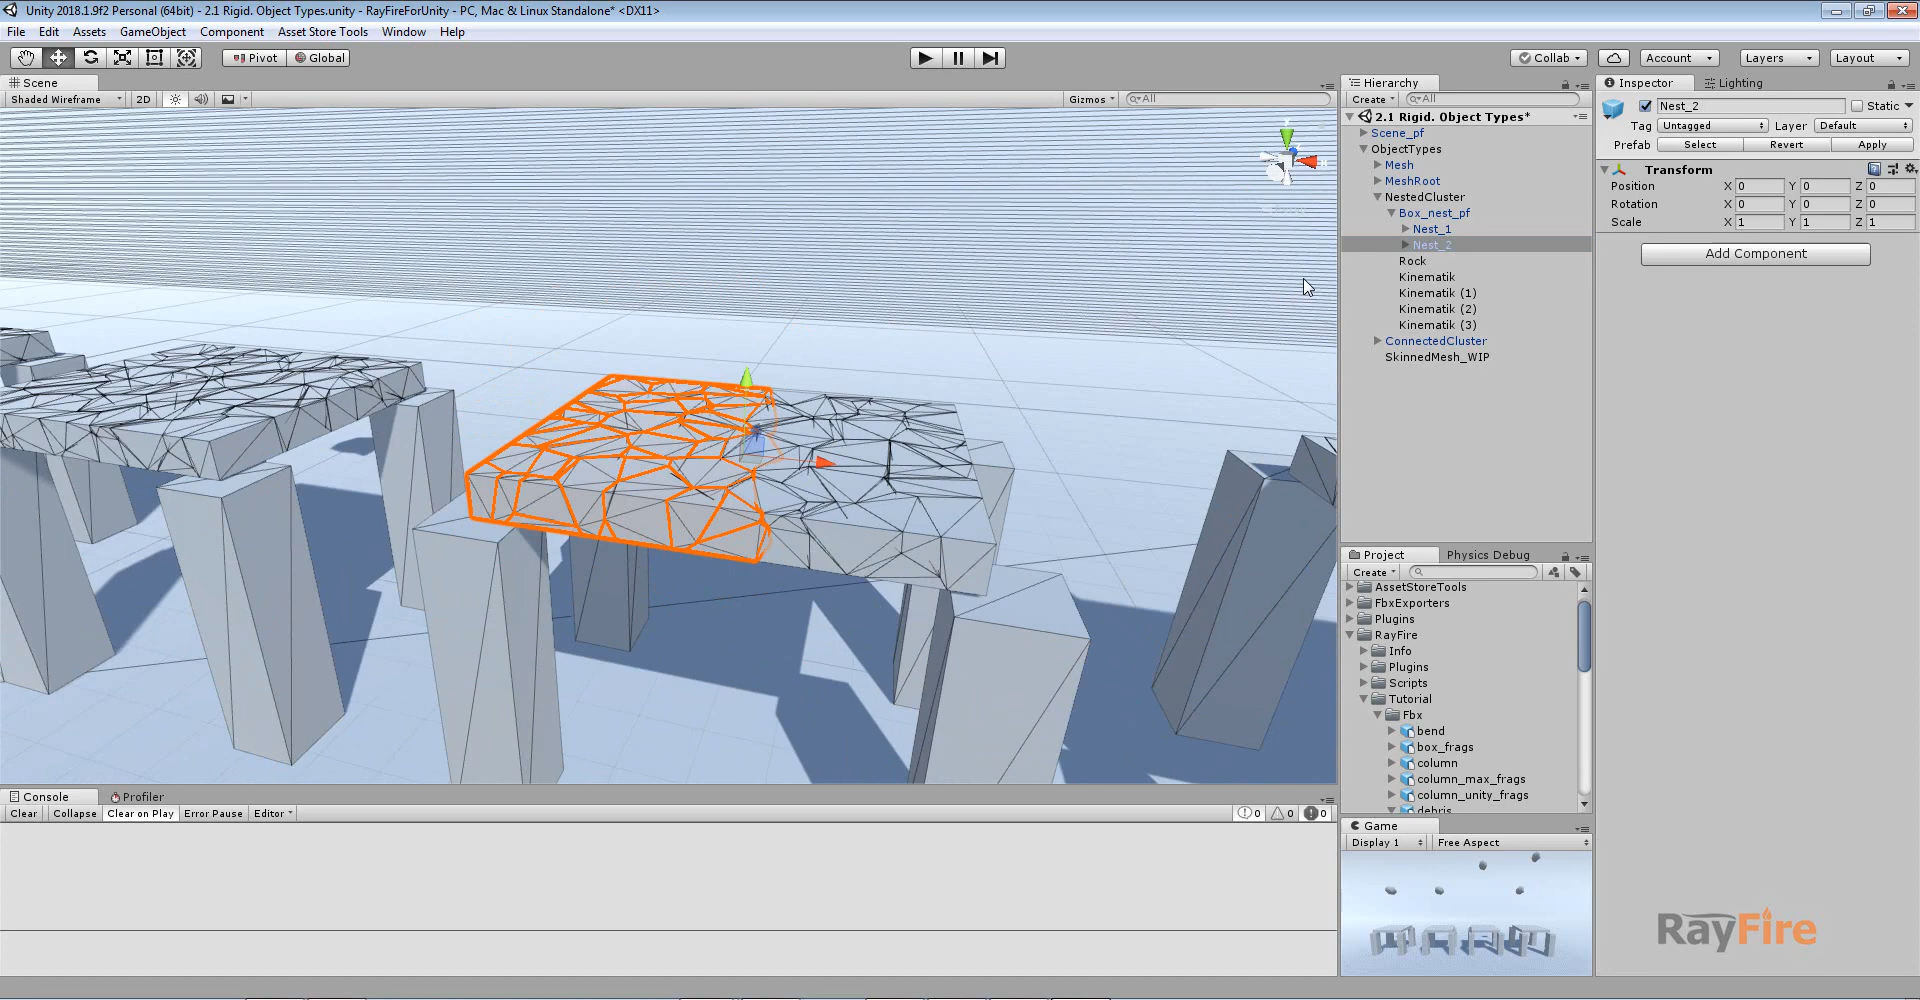 Unity 2018.1.9f2 Personal (64bit) - 2.1 Rigid. Object Types.unity - RayFireForUnity - PC, Mac & Linux Standalone* <DX11>
File Edit Assets GameObject Component Asset Store Tools Window Help
Pivot Global Collab Account Layers Layout
Scene
Shaded Wireframe 2D Gizmos All
Hierarchy
Create All
2.1 Rigid. Object Types*
Scene_pf
ObjectTypes
Mesh
MeshRoot
NestedCluster
Box_nest_pf
Nest_1
Nest_2
Rock
Kinematik
Kinematik (1)
Kinematik (2)
Kinematik (3)
ConnectedCluster
SkinnedMesh_WIP
Inspector Lighting
Nest_2 Static
Tag Untagged Layer Default
Prefab Select Revert Apply
Transform
Position X 0 Y 0 Z 0
Rotation X 0 Y 0 Z 0
Scale X 1 Y 1 Z 1
Add Component
Project Physics Debug
Create
AssetStoreTools
FbxExporters
Plugins
RayFire
Info
Plugins
Scripts
Tutorial
Fbx
bend
box_frags
column
column_max_frags
column_unity_frags
debris
Console Profiler
Clear Collapse Clear on Play Error Pause Editor 0 0 0
Game
Display 1 Free Aspect
RayFire